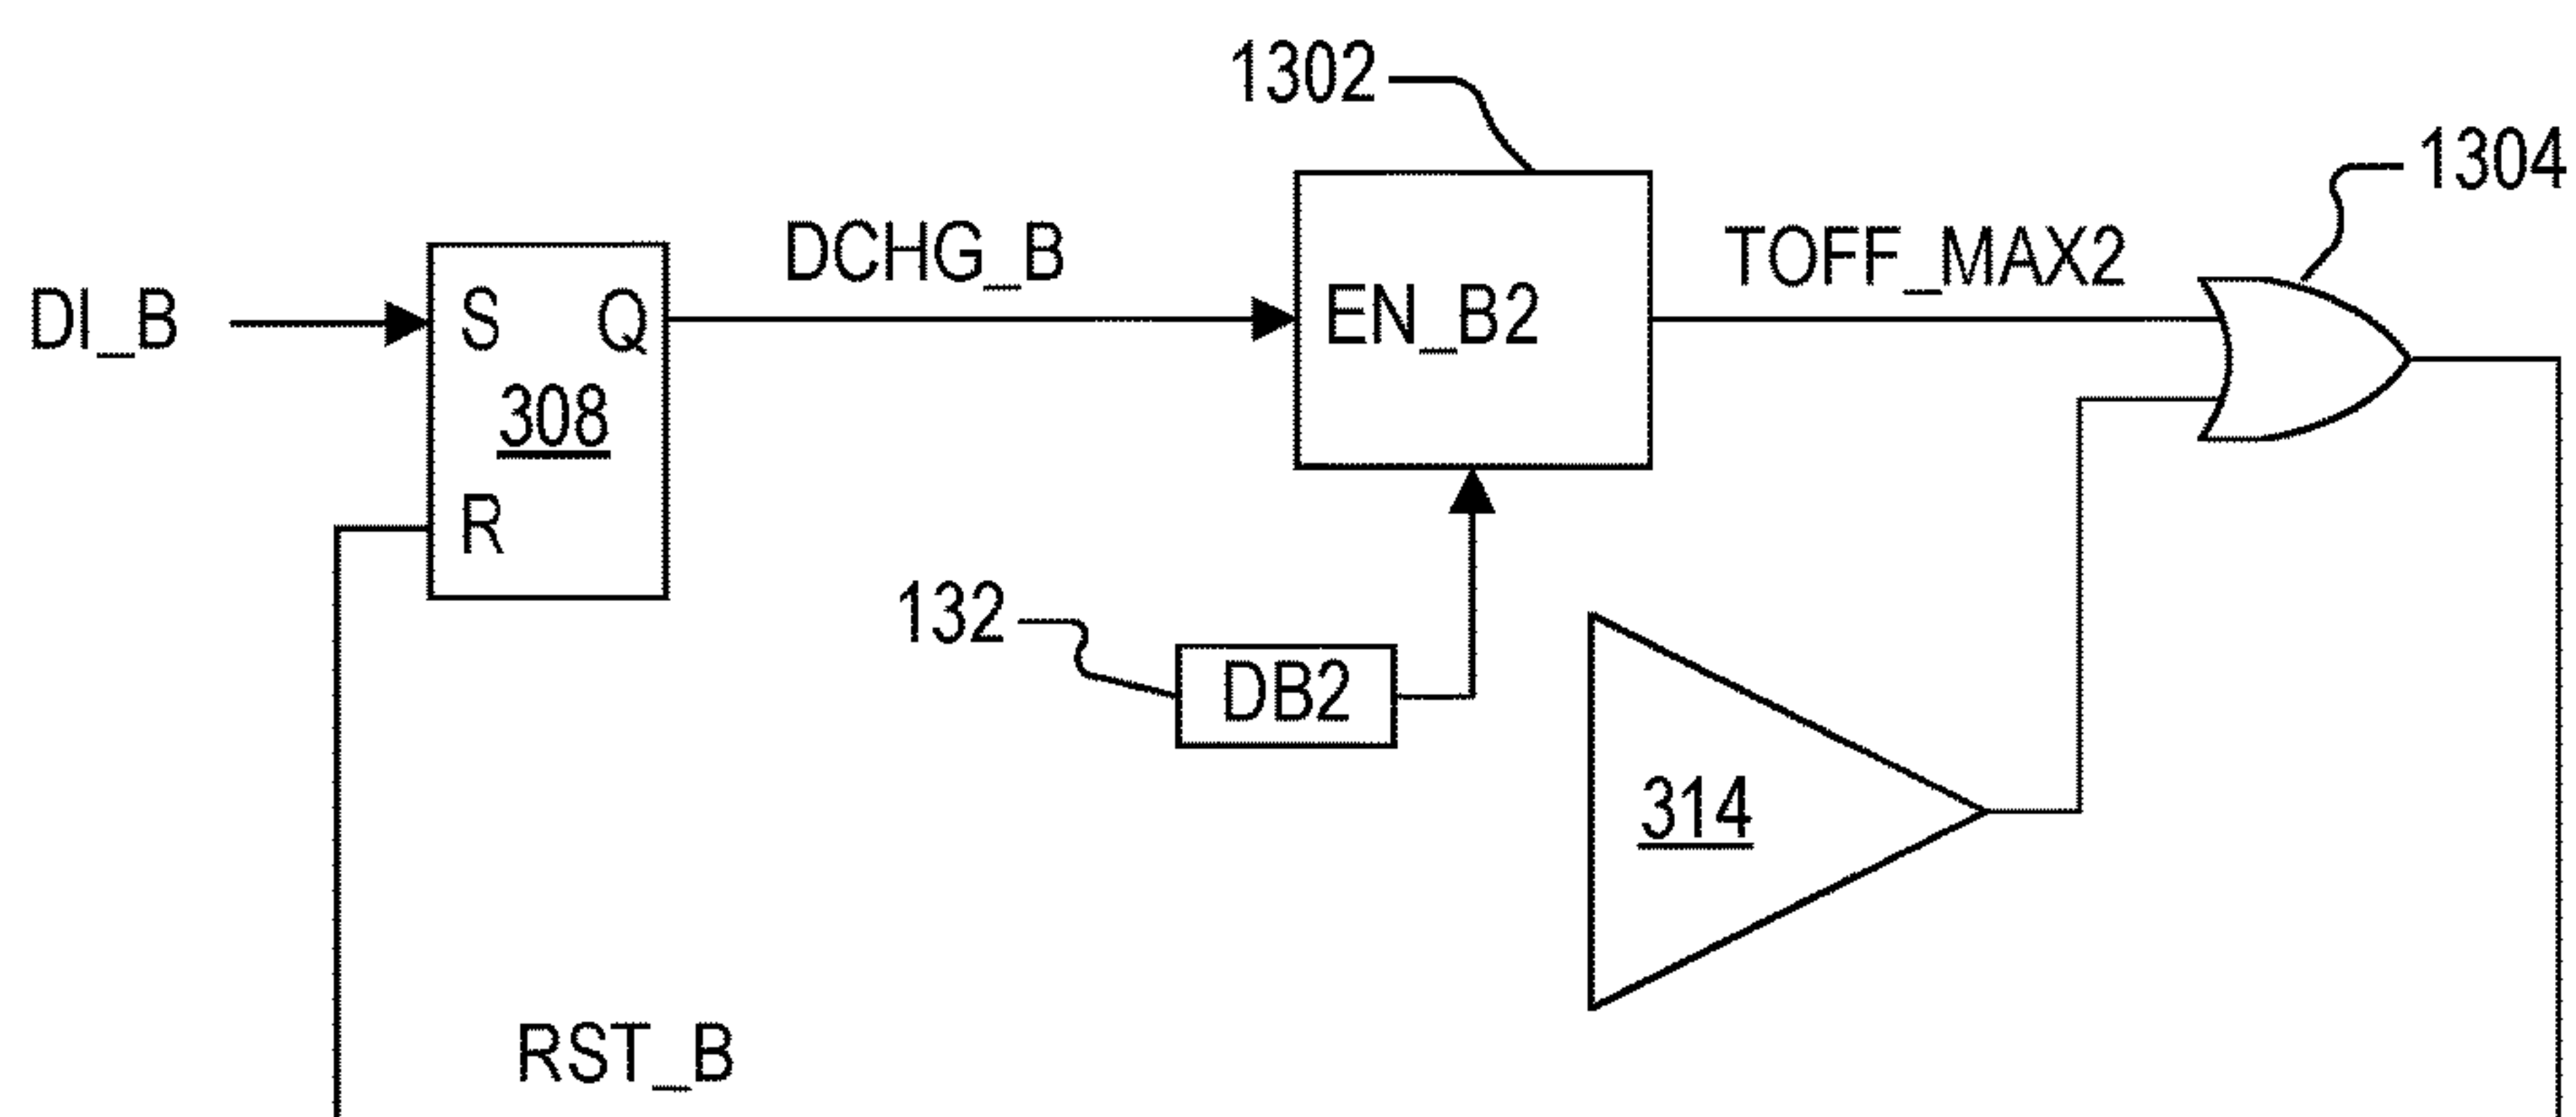 1302
1304
DCHG_B
TOFF_MAX2
DI_B
S Q
EN_B2
308
R
132
DB2
314
RST_B